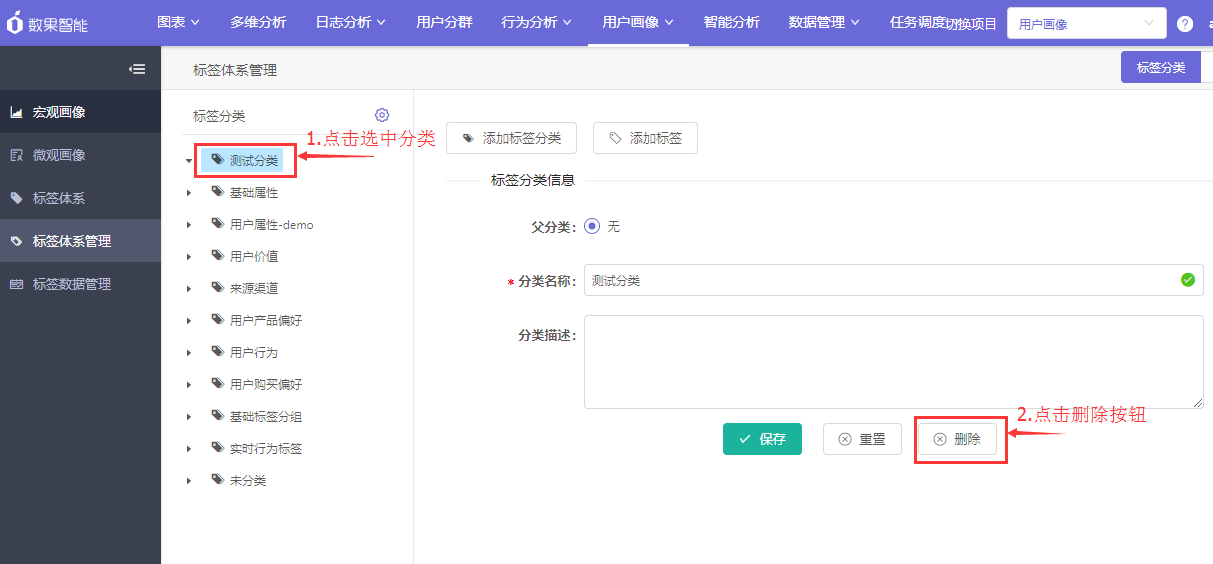 数果智能
图表
多维分析
日志分析
用户分群
行为分析
用户画像
智能分析
数据管理
任务调度
切换项目
用户画像
?
标签体系管理
标签分类
宏观画像
微观画像
标签体系
标签体系管理
标签数据管理
标签分类
测试分类
基础属性
用户属性-demo
用户价值
来源渠道
用户产品偏好
用户行为
用户购买偏好
基础标签分组
实时行为标签
未分类
1.点击选中分类
添加标签分类
添加标签
标签分类信息
父分类: 无
* 分类名称: 测试分类
分类描述:
2.点击删除按钮
保存
重置
删除